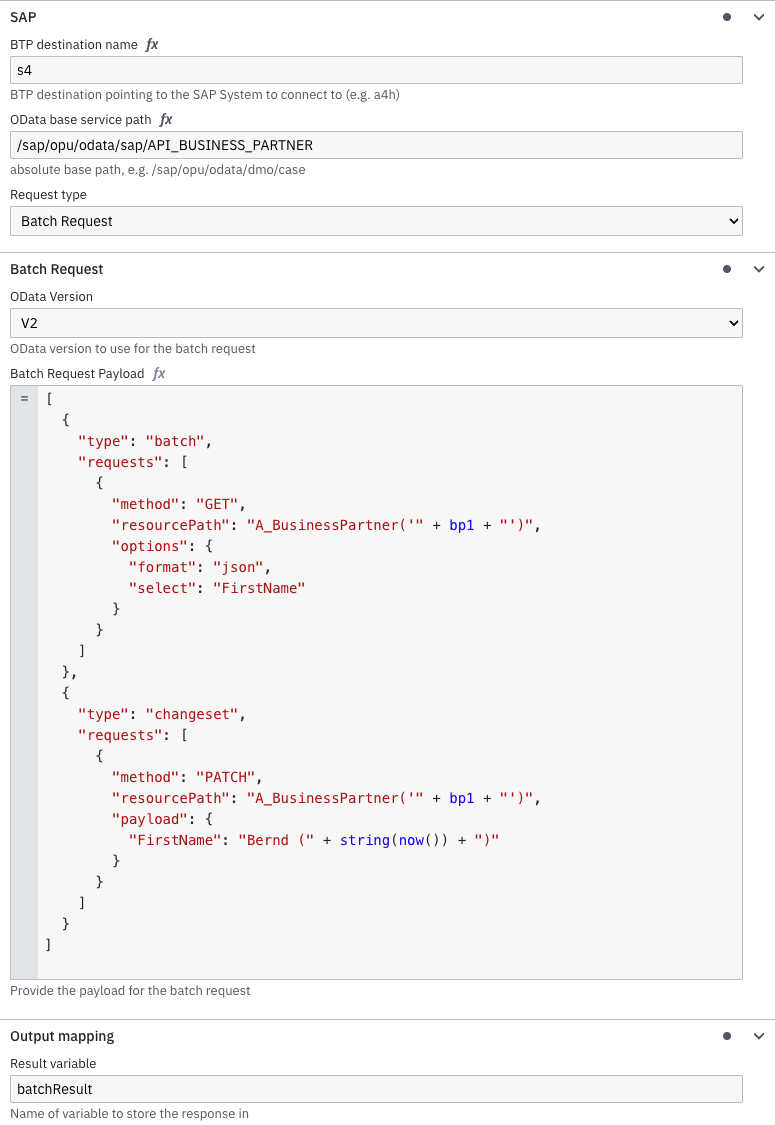 SAP
BTP destination name fx
s4
BTP destination pointing to the SAP System to connect to (e.g. a4h)
OData base service path fx
/sap/opu/odata/sap/API_BUSINESS_PARTNER
absolute base path, e.g. /sap/opu/odata/dmo/case
Request type
Batch Request
Batch Request
OData Version
V2
OData version to use for the batch request
Batch Request Payload fx
= [
  {
    "type": "batch",
    "requests": [
      {
        "method": "GET",
        "resourcePath": "A_BusinessPartner('" + bp1 + "')",
        "options": {
          "format": "json",
          "select": "FirstName"
        }
      }
    ]
  },
  {
    "type": "changeset",
    "requests": [
      {
        "method": "PATCH",
        "resourcePath": "A_BusinessPartner('" + bp1 + "')",
        "payload": {
          "FirstName": "Bernd (" + string(now()) + ")"
        }
      }
    ]
  }
]
Provide the payload for the batch request
Output mapping
Result variable
batchResult
Name of variable to store the response in